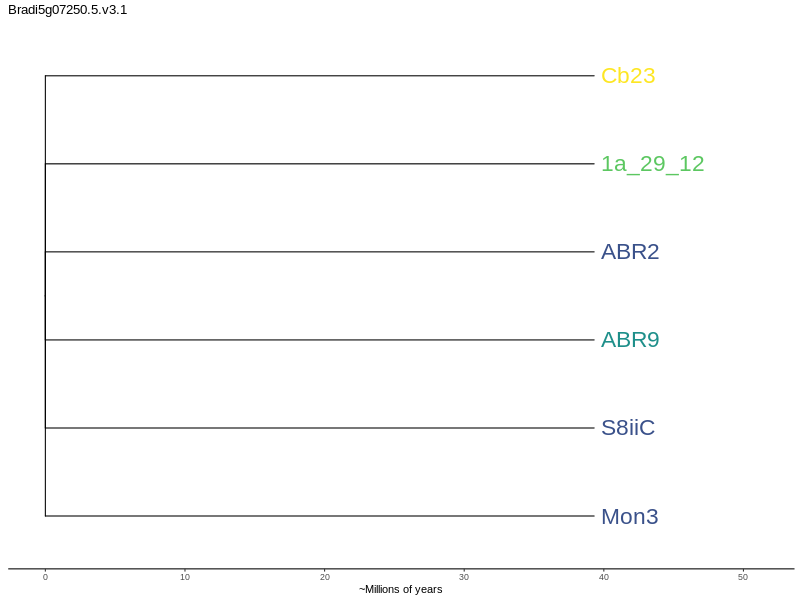 Bradi5g07250.5.v3.1
Cb23
1a_29_12
ABR2
ABR9
S8iiC
Mon3
0 10 20 30 40 50
~Millions of years